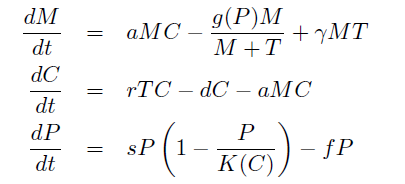 dM/dt = aMC − g(P)M/(M + T) + γMT
dC/dt = rTC − dC − aMC
dP/dt = sP(1 − P/K(C)) − fP